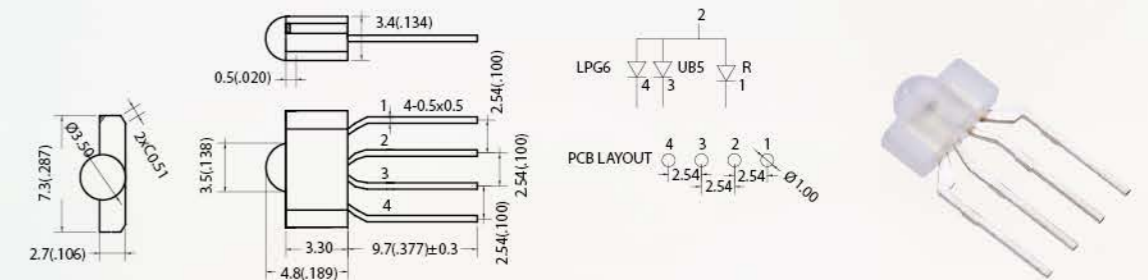 3.4(.134)
0.5(.020)
7.3(.287)
Ø3.50
2xC0.51
2.7(.106)
3.5(.138)
1 4-0.5x0.5
2
3
4
2.54(.100)
2.54(.100)
2.54(.100)
3.30
9.7(.377)±0.3
4.8(.189)
2
LPG6
4
3
UB5
R
1
PCB LAYOUT
4 3 2 1
2.54
2.54
2.54
Ø1.00